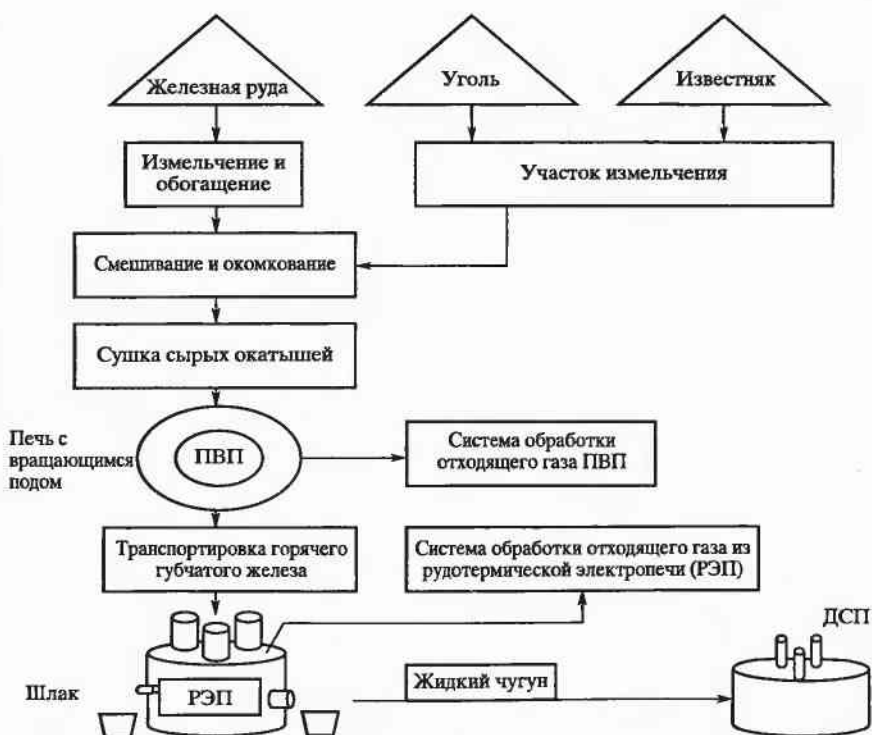 Железная руда
Уголь
Известняк
Измельчение и
обогащение
Участок измельчения
Смешивание и окомкование
Сушка сырых окатышей
Печь с
вращающимся
подом
ПВП
Система обработки
отходящего газа ПВП
Транспортировка горячего
губчатого железа
Система обработки отходящего газа из
рудотермической электропечи (РЭП)
ДСП
Шлак
РЭП
Жидкий чугун